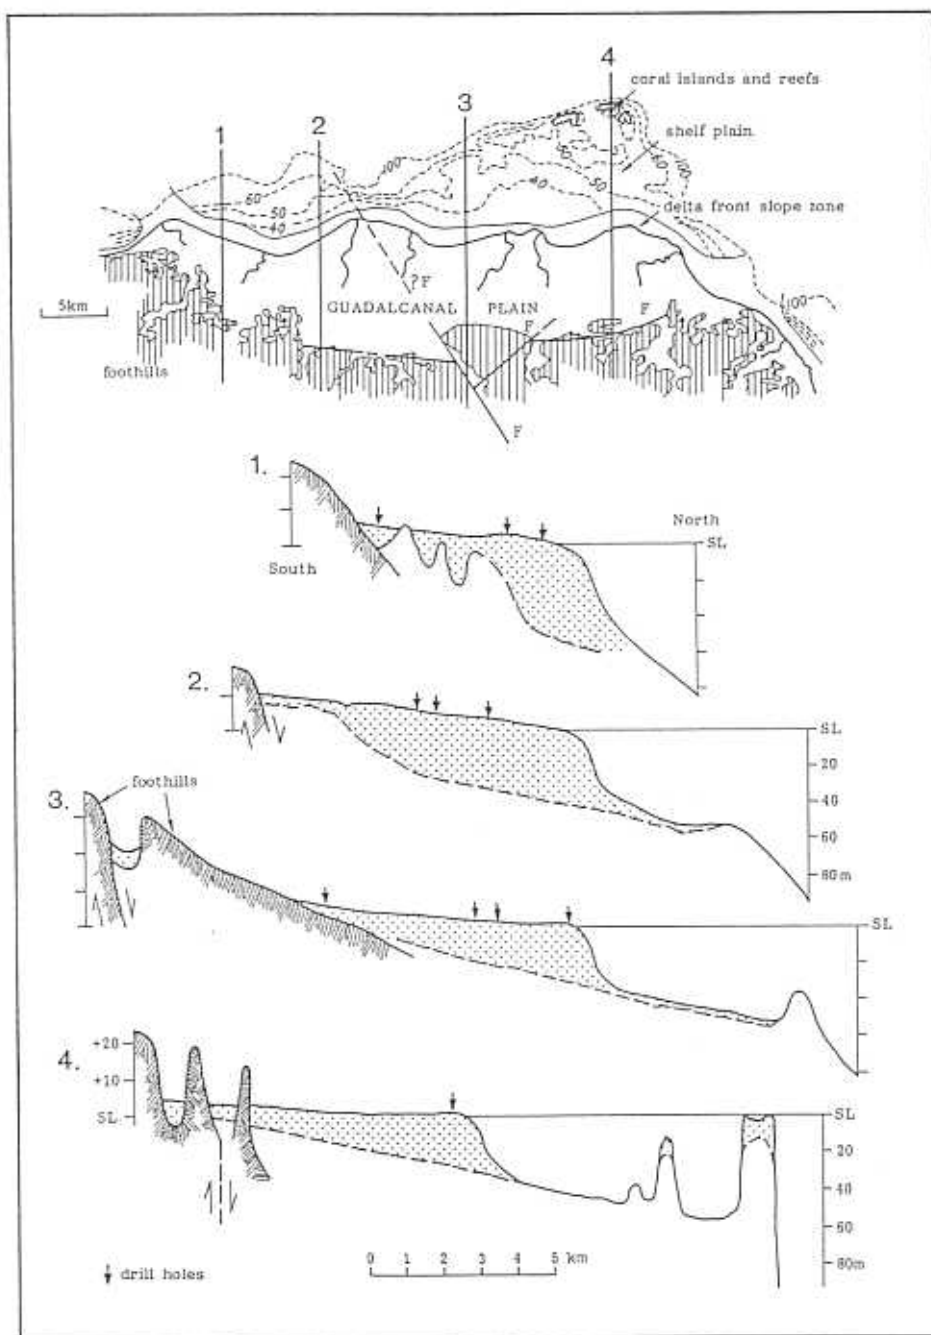 4
coral islands and reefs
3
2
shelf plain
1
100
60
50
40
40
50
50
60
100
delta front slope zone
?F
5km
GUADALCANAL PLAIN
F
F
100
foothills
F
1.
North
SL
South
2.
SL
20
40
60
80m
foothills
3.
SL
4.
+20
+10
SL
SL
20
40
60
80m
0 1 2 3 4 5 km
drill holes